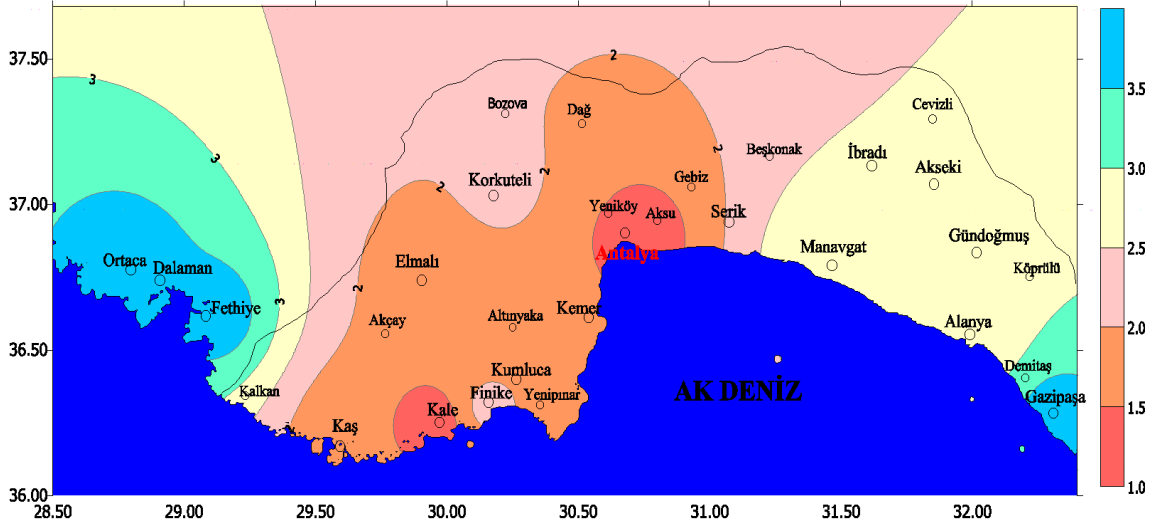 37.50
37.00
36.50
36.00
28.50 29.00 29.50 30.00 30.50 31.00 31.50 32.00
3
3
3
2
2
2
2
2
Bozova
Dağ
Cevizli
Beşkonak
İbradı
Akseki
Korkuteli
Gebiz
Yeniköy
Aksu
Serik
Antalya
Manavgat
Gündoğmuş
Köprülü
Ortaca
Dalaman
Elmalı
Fethiye
Akçay
Altınyaka
Kemer
Alanya
Demitaş
Gazipaşa
Kalkan
Kumluca
Finike
Yenipınar
Kale
Kaş
AK DENİZ
3.5
3.0
2.5
2.0
1.5
1.0